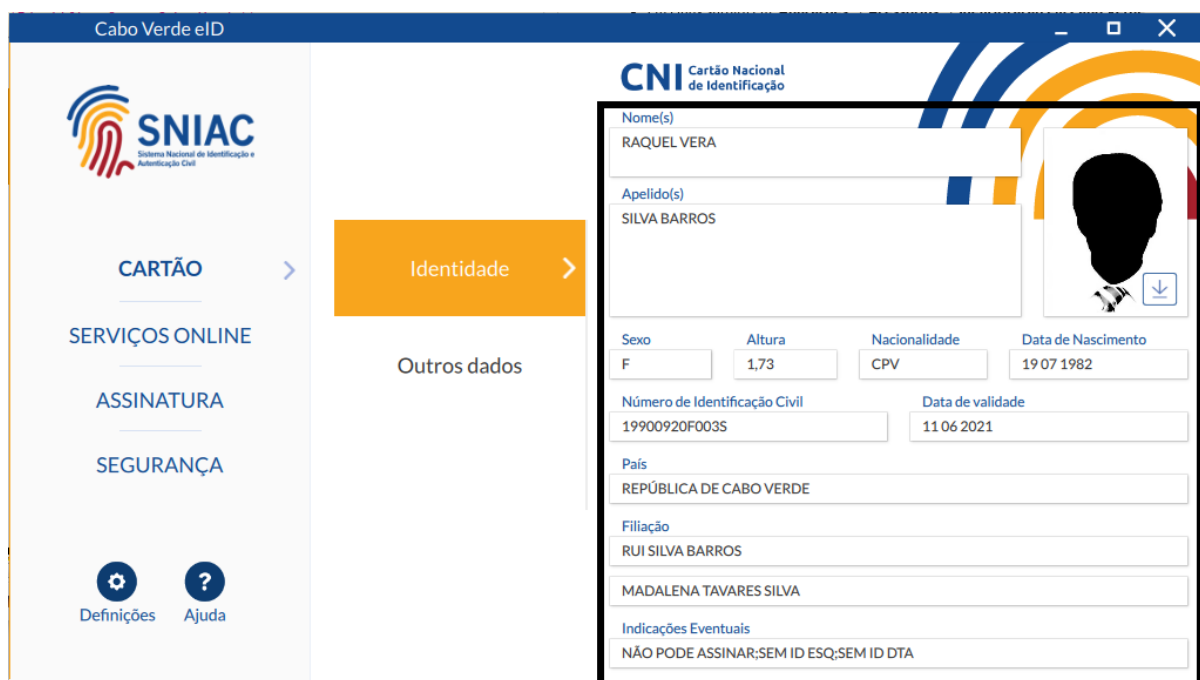 Cabo Verde eID
SNIAC
Sistema Nacional de Identificação e
Autenticação Civil
CARTÃO
SERVIÇOS ONLINE
ASSINATURA
SEGURANÇA
Definições
Ajuda
Identidade
Outros dados
CNI Cartão Nacional
de Identificação
Nome(s)
RAQUEL VERA
Apelido(s)
SILVA BARROS
Sexo Altura Nacionalidade Data de Nascimento
F 1,73 CPV 19 07 1982
Número de Identificação Civil Data de validade
19900920F003S 11 06 2021
País
REPÚBLICA DE CABO VERDE
Filiação
RUI SILVA BARROS
MADALENA TAVARES SILVA
Indicações Eventuais
NÃO PODE ASSINAR;SEM ID ESQ;SEM ID DTA